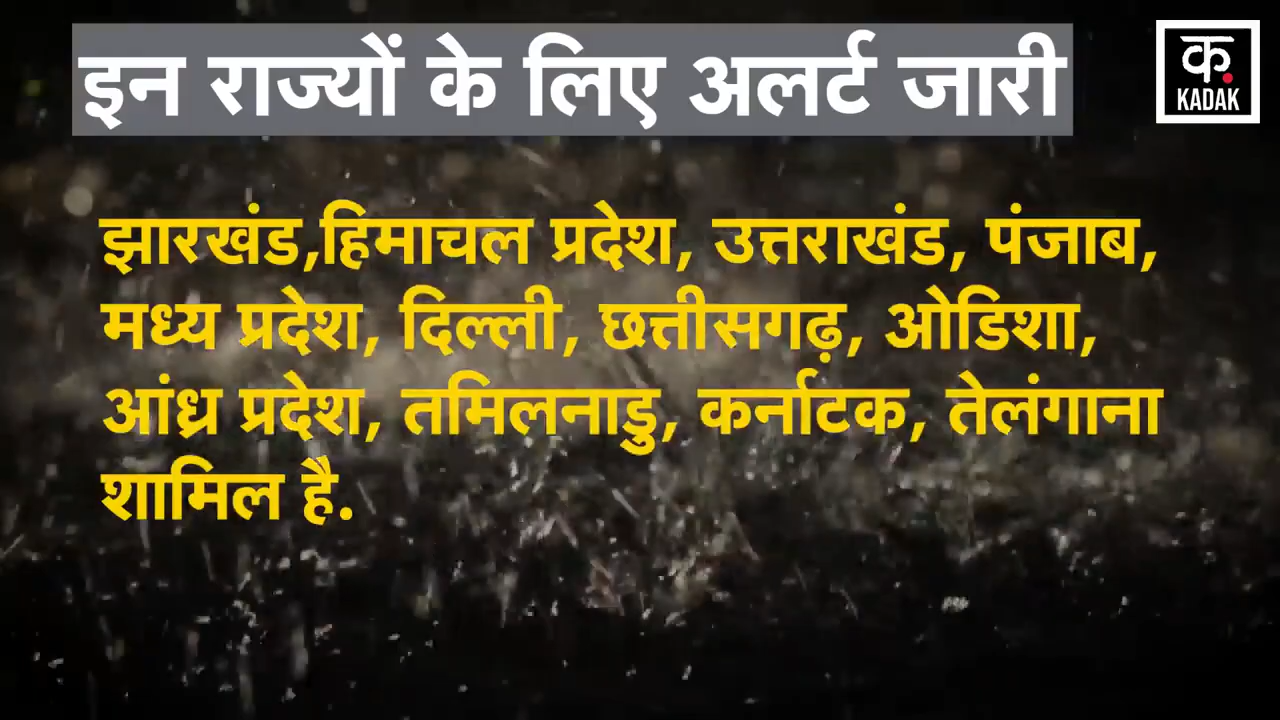 इन राज्यों के लिए अलर्ट जारी
क
KADAK
झारखंड,हिमाचल प्रदेश, उत्तराखंड, पंजाब,
मध्य प्रदेश, दिल्ली, छत्तीसगढ़, ओडिशा,
आंध्र प्रदेश, तमिलनाडु, कर्नाटक, तेलंगाना
शामिल है.